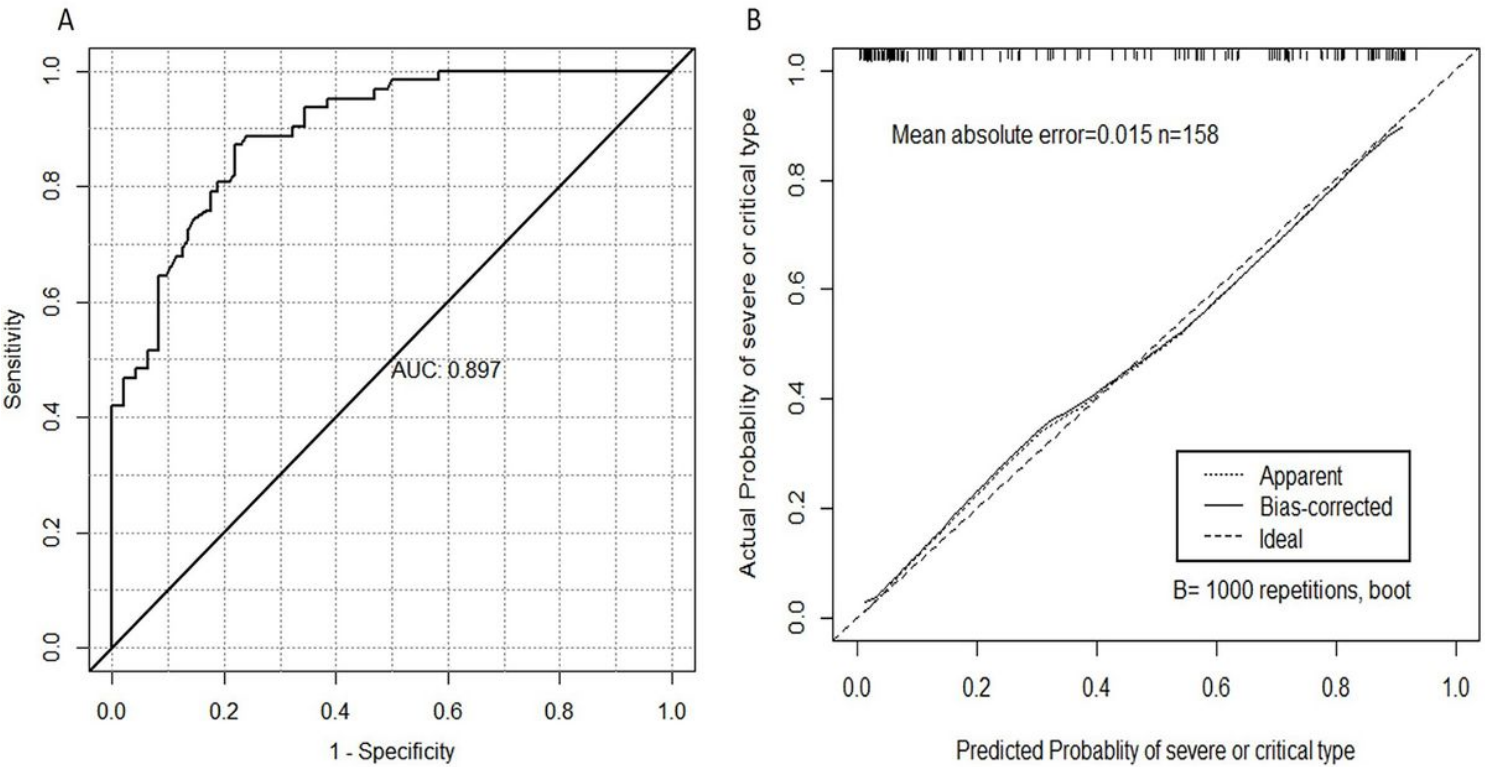 A
Sensitivity
1.0
0.8
0.6
0.4
0.2
0.0
AUC: 0.897
0.0 0.2 0.4 0.6 0.8 1.0
1 - Specificity
B
Actual Probablity of severe or critical type
1.0
0.8
0.6
0.4
0.2
0.0
Mean absolute error=0.015 n=158
Apparent
Bias-corrected
Ideal
B= 1000 repetitions, boot
0.0 0.2 0.4 0.6 0.8 1.0
Predicted Probablity of severe or critical type